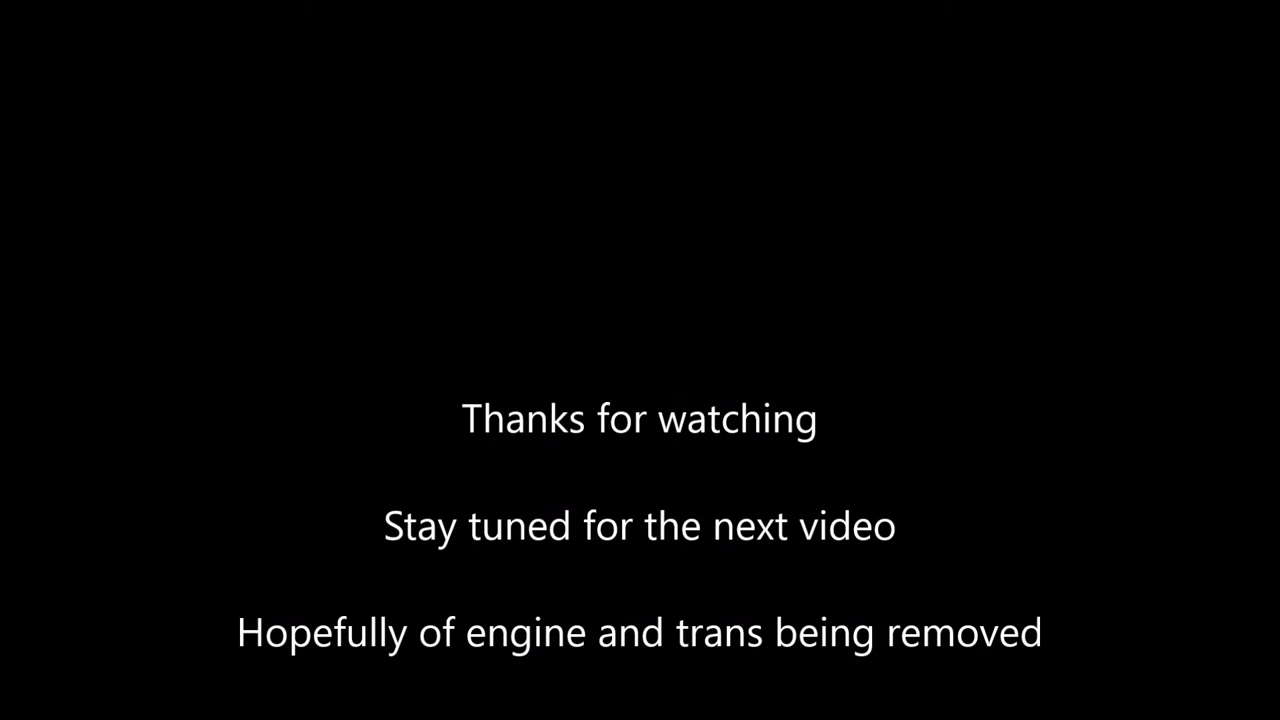 Thanks for watching
Stay tuned for the next video
Hopefully of engine and trans being removed